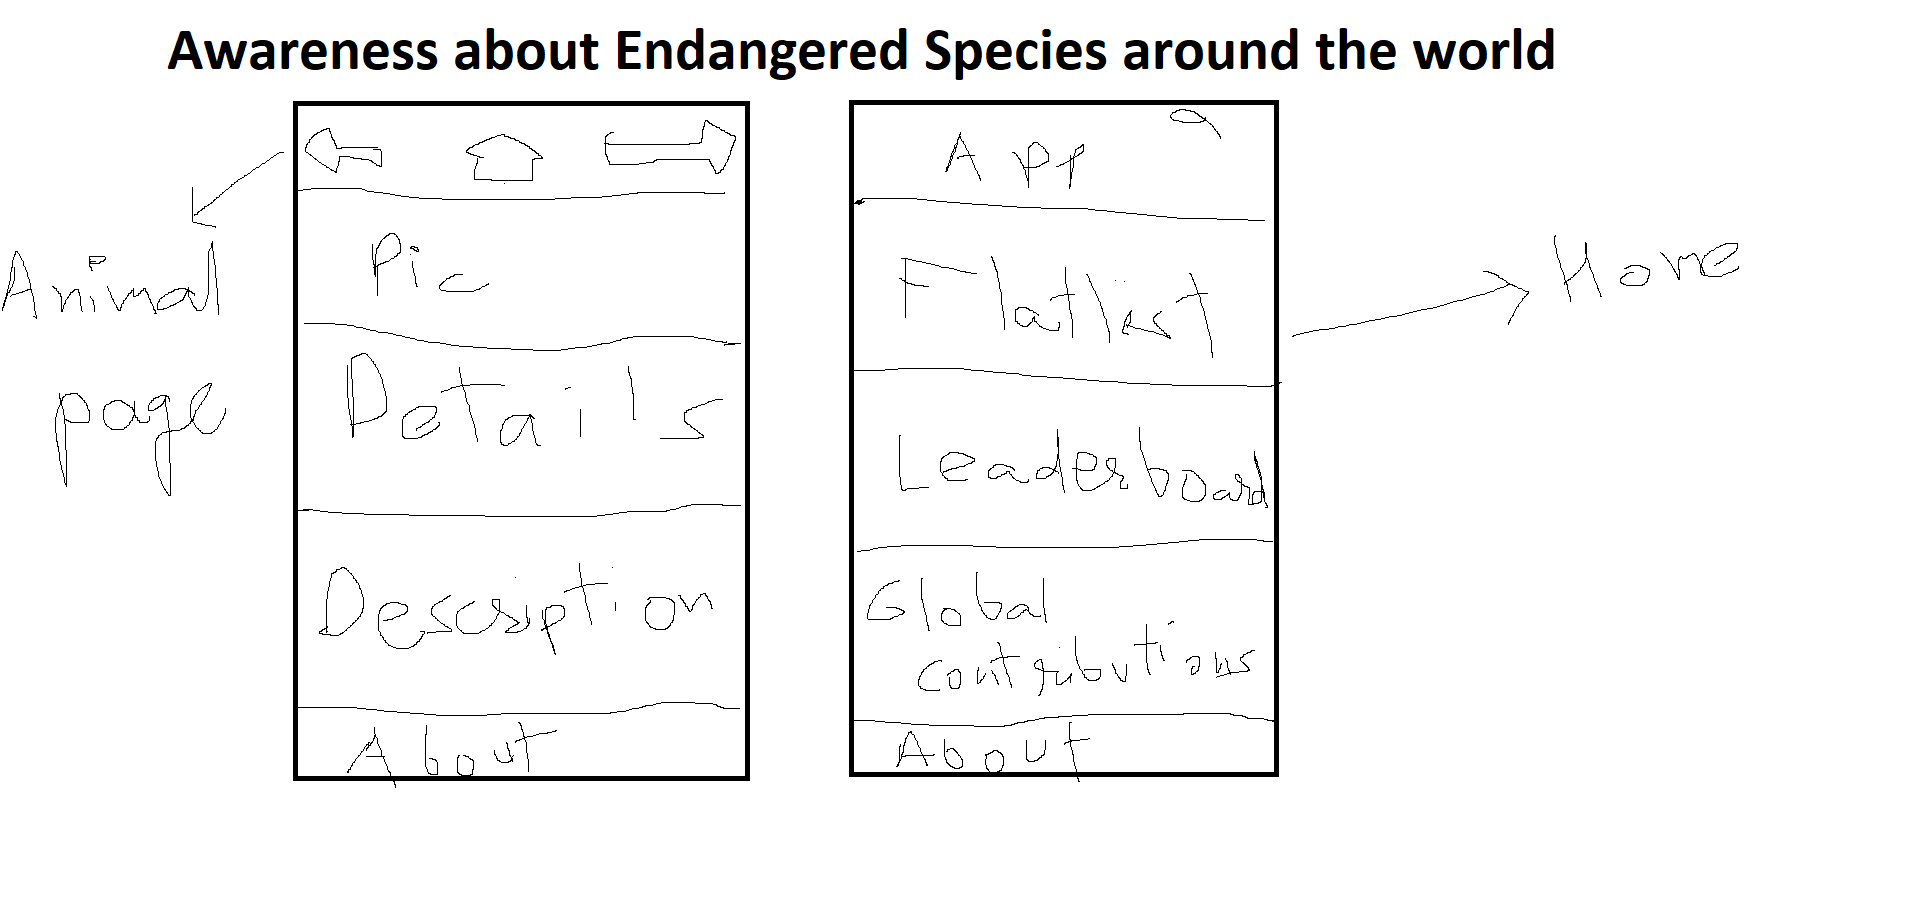 Awareness about Endangered Species around the world
Animal
page
Pic
Details
Description
About
App
Flatlist
Leaderboard
Global
contributions
About
Home